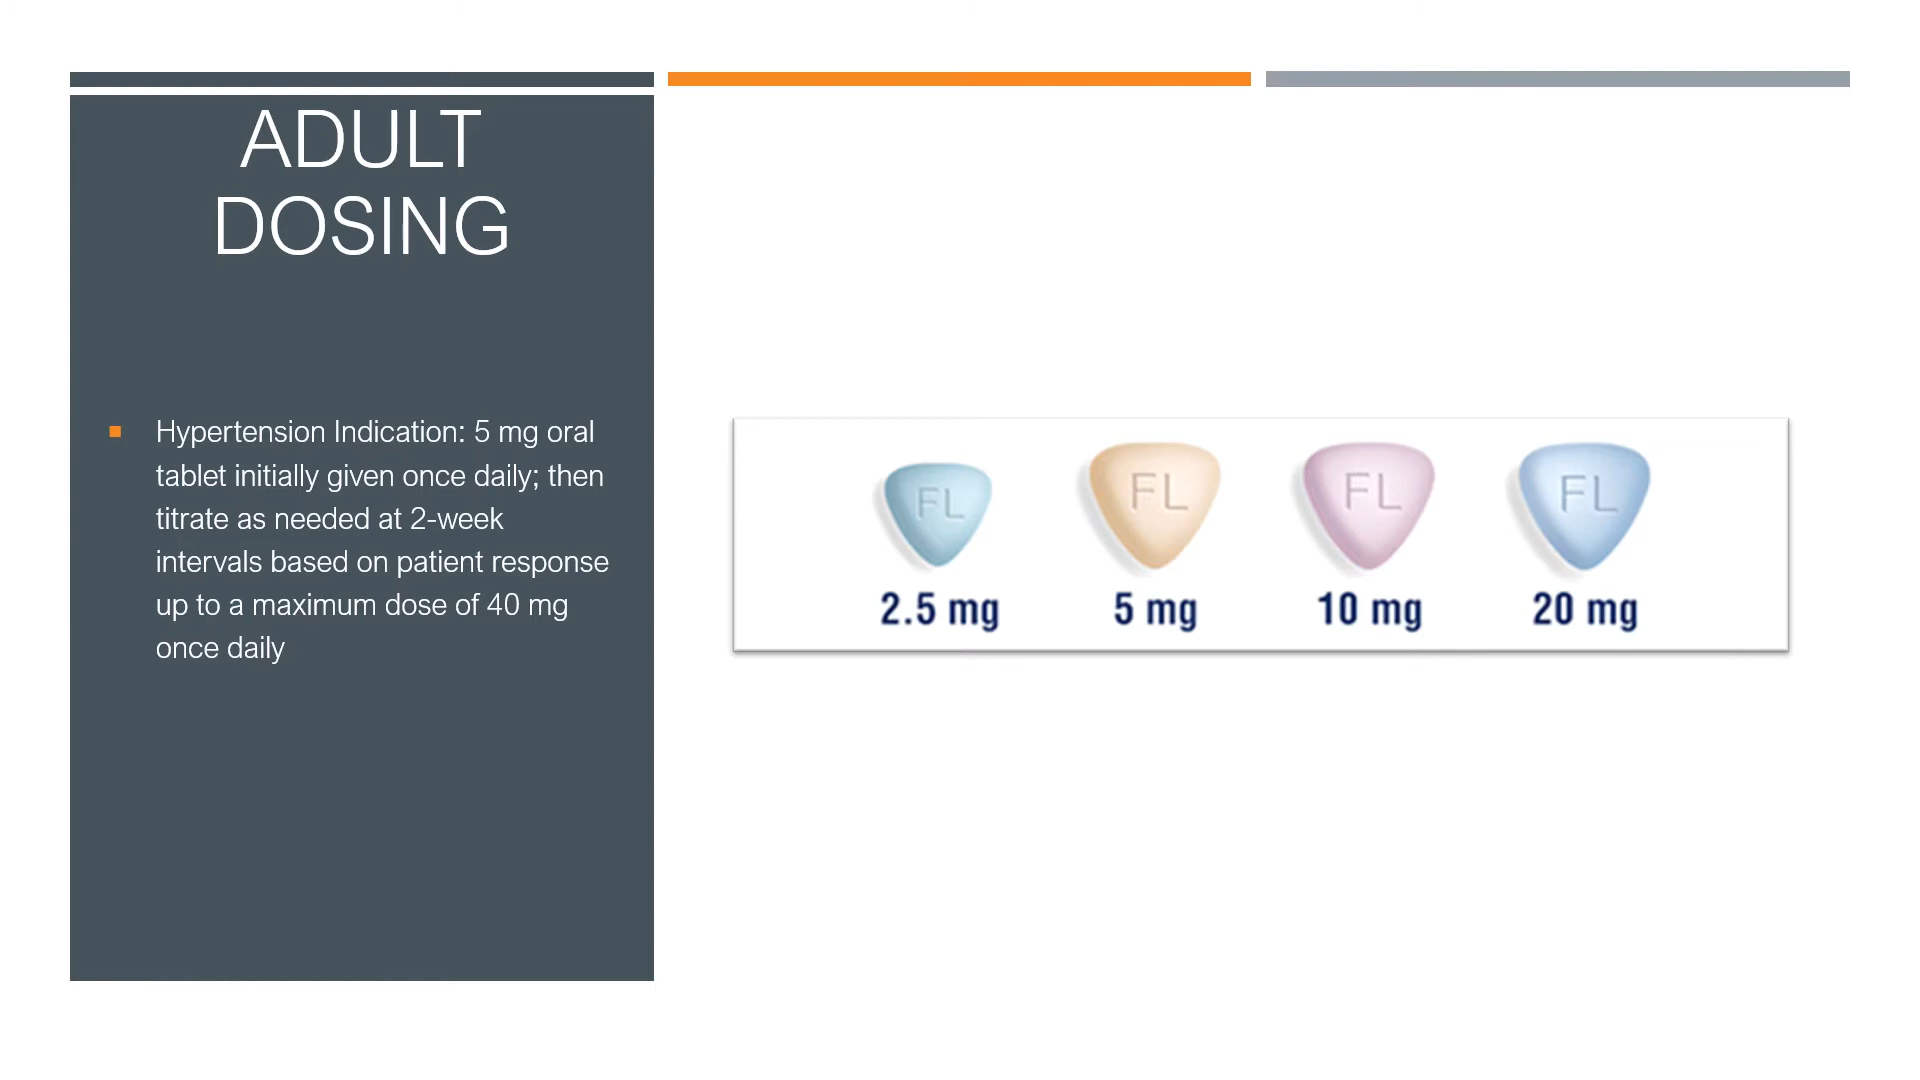 ADULT
DOSING
Hypertension Indication: 5 mg oral
tablet initially given once daily; then
titrate as needed at 2-week
intervals based on patient response
up to a maximum dose of 40 mg
once daily
FL FL FL FL
2.5 mg 5 mg 10 mg 20 mg